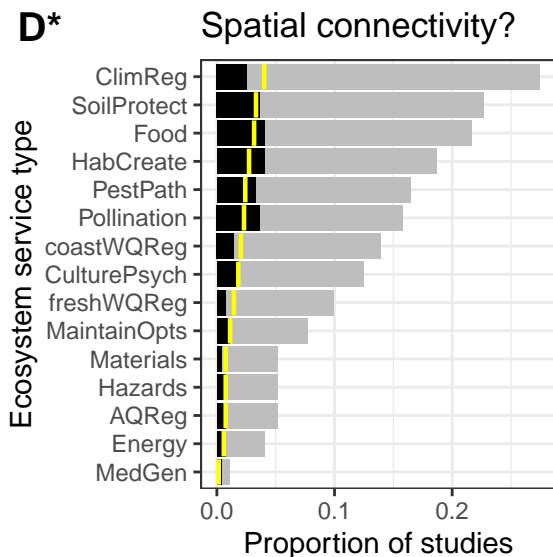 D*
Spatial connectivity?
Ecosystem service type
ClimReg
SoilProtect
Food
HabCreate
PestPath
Pollination
coastWQReg
CulturePsych
freshWQReg
MaintainOpts
Materials
Hazards
AQReg
Energy
MedGen
0.0 0.1 0.2
Proportion of studies